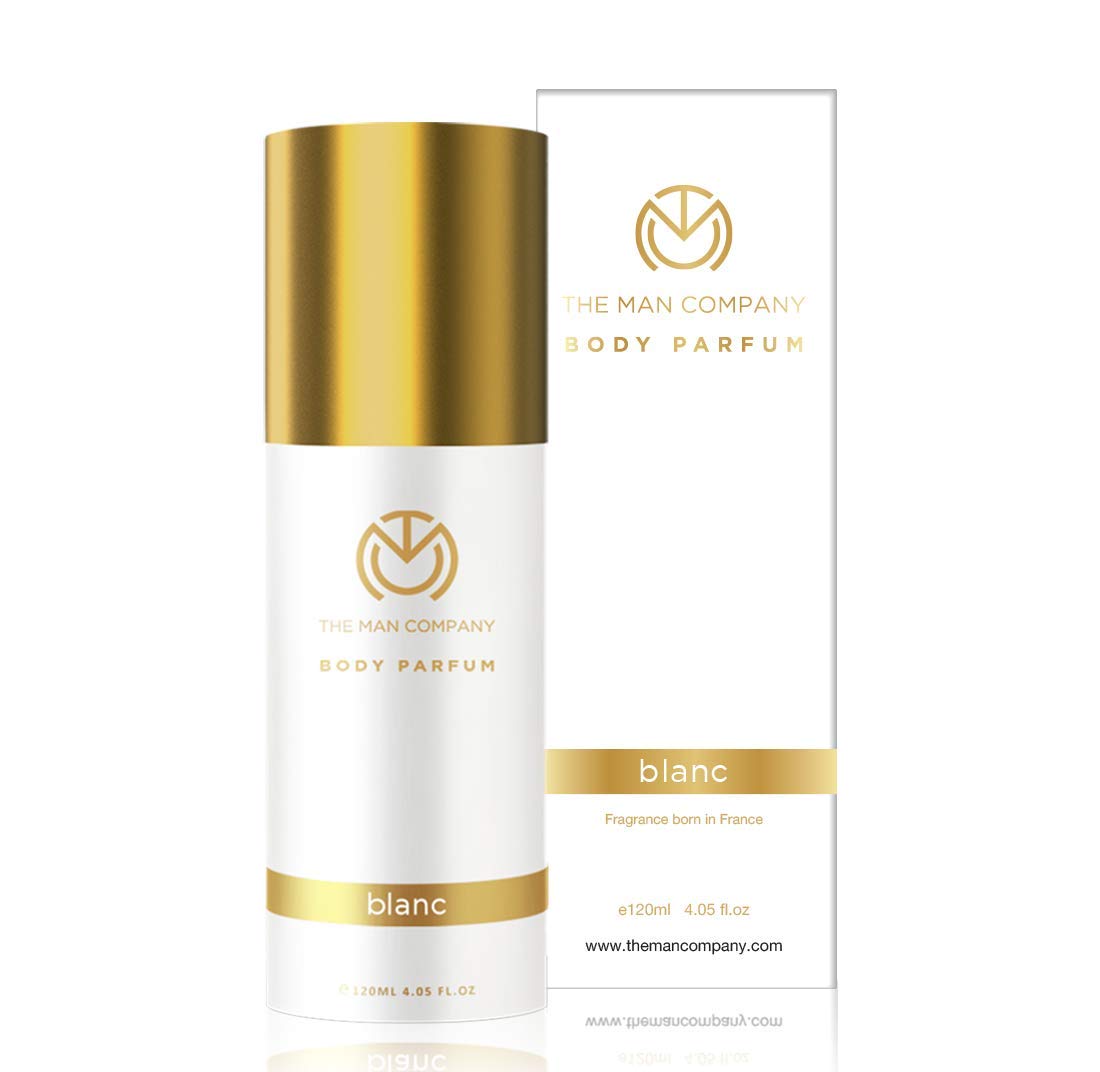 THE MAN COMPANY
BODY PARFUM
blanc
℮120ML 4.05 FL.OZ
THE MAN COMPANY
BODY PARFUM
blanc
Fragrance born in France
e120ml 4.05 fl.oz
www.themancompany.com